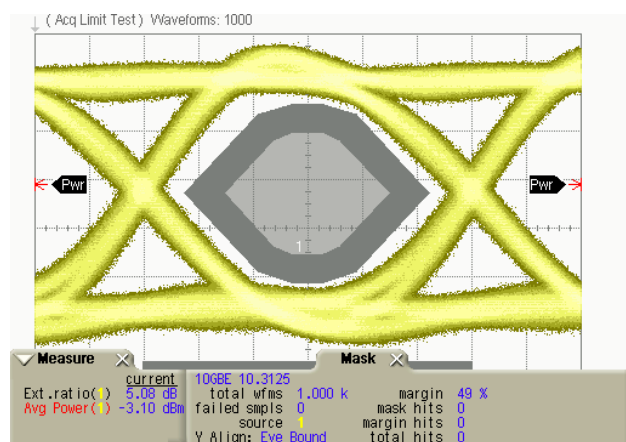 ( Acq Limit Test ) Waveforms: 1000
Pwr
Pwr
1
Measure
Mask
current
Ext.ratio(1) 5.08 dB
Avg Power(1) -3.10 dBm
10GBE 10.3125
total wfms 1.000 k margin 49 %
failed smpls 0 mask hits 0
source 1 margin hits 0
Y Align: Eye Bound total hits 0